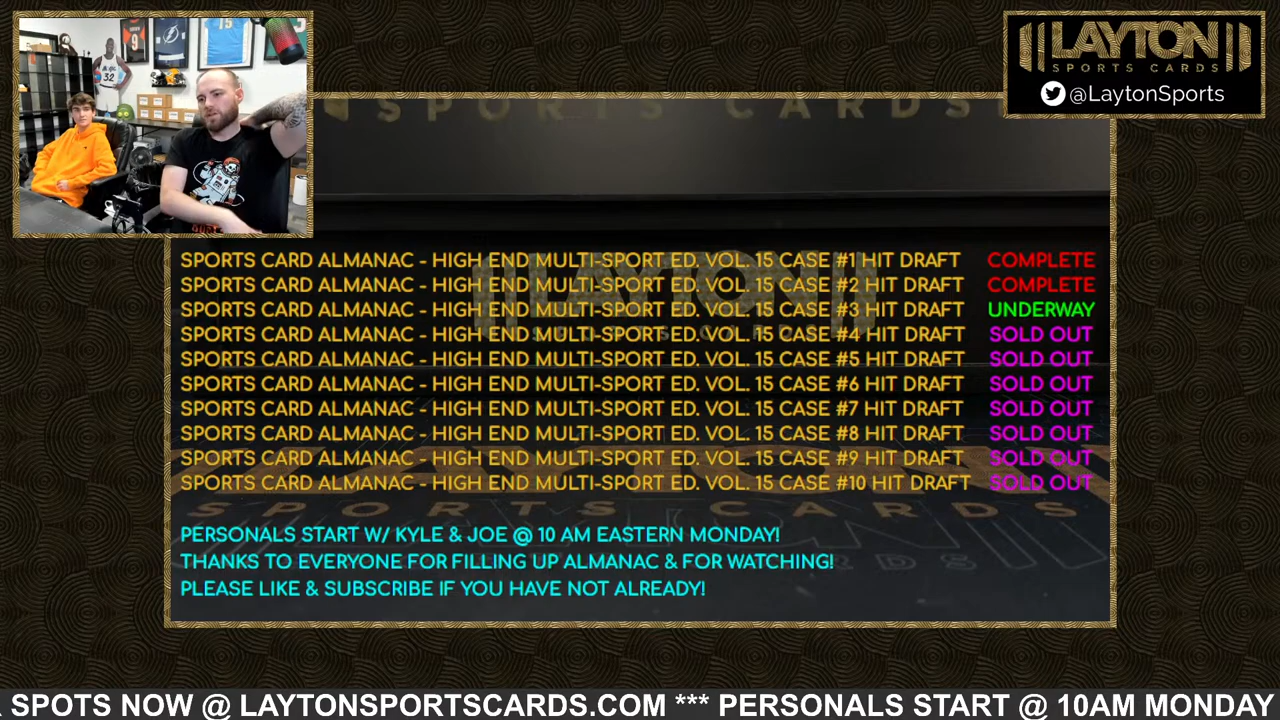 LAYTON
SPORTS CARDS
@LaytonSports
SPORTS CARDS
SPORTS CARD ALMANAC - HIGH END MULTI-SPORT ED. VOL. 15 CASE #1 HIT DRAFT COMPLETE
SPORTS CARD ALMANAC - HIGH END MULTI-SPORT ED. VOL. 15 CASE #2 HIT DRAFT COMPLETE
SPORTS CARD ALMANAC - HIGH END MULTI-SPORT ED. VOL. 15 CASE #3 HIT DRAFT UNDERWAY
SPORTS CARD ALMANAC - HIGH END MULTI-SPORT ED. VOL. 15 CASE #4 HIT DRAFT SOLD OUT
SPORTS CARD ALMANAC - HIGH END MULTI-SPORT ED. VOL. 15 CASE #5 HIT DRAFT SOLD OUT
SPORTS CARD ALMANAC - HIGH END MULTI-SPORT ED. VOL. 15 CASE #6 HIT DRAFT SOLD OUT
SPORTS CARD ALMANAC - HIGH END MULTI-SPORT ED. VOL. 15 CASE #7 HIT DRAFT SOLD OUT
SPORTS CARD ALMANAC - HIGH END MULTI-SPORT ED. VOL. 15 CASE #8 HIT DRAFT SOLD OUT
SPORTS CARD ALMANAC - HIGH END MULTI-SPORT ED. VOL. 15 CASE #9 HIT DRAFT SOLD OUT
SPORTS CARD ALMANAC - HIGH END MULTI-SPORT ED. VOL. 15 CASE #10 HIT DRAFT SOLD OUT
SPORTS CARDS
PERSONALS START W/ KYLE & JOE @ 10 AM EASTERN MONDAY!
THANKS TO EVERYONE FOR FILLING UP ALMANAC & FOR WATCHING!
PLEASE LIKE & SUBSCRIBE IF YOU HAVE NOT ALREADY!
SPOTS NOW @ LAYTONSPORTSCARDS.COM *** PERSONALS START @ 10AM MONDAY